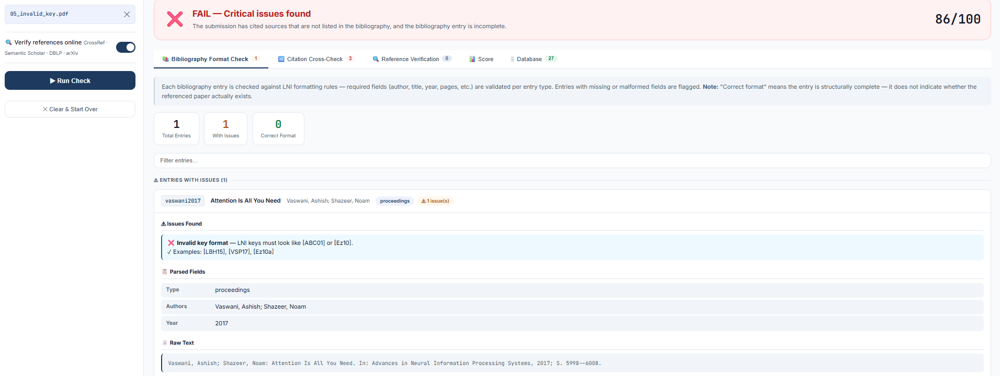 05_invalid_key.pdf
Verify references online CrossRef ·
Semantic Scholar · DBLP · arXiv
▶ Run Check
✕ Clear & Start Over
FAIL — Critical issues found
The submission has cited sources that are not listed in the bibliography, and the bibliography entry is incomplete.
86/100
Bibliography Format Check 1
Citation Cross-Check 3
Reference Verification 0
Score
Database 27
Each bibliography entry is checked against LNI formatting rules — required fields (author, title, year, pages, etc.) are validated per entry type. Entries with missing or malformed fields are flagged. Note: "Correct format" means the entry is structurally complete — it does not indicate whether the
referenced paper actually exists.
1
Total Entries
1
With Issues
0
Correct Format
Filter entries...
⚠ ENTRIES WITH ISSUES (1)
vaswani2017 Attention Is All You Need Vaswani, Ashish; Shazeer, Noam proceedings ⚠ 1 issue(s)
⚠ Issues Found
❌ Invalid key format — LNI keys must look like [ABC01] or [Ez10].
✓ Examples: [LBH15], [VSP17], [Ez10a]
Parsed Fields
Type proceedings
Authors Vaswani, Ashish; Shazeer, Noam
Year 2017
Raw Text
Vaswani, Ashish; Shazeer, Noam: Attention Is All You Need. In: Advances in Neural Information Processing Systems, 2017; S. 5998--6008.